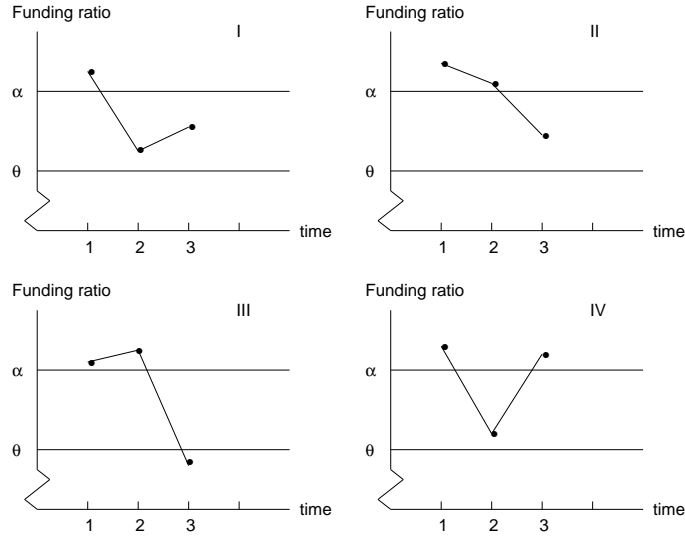 Funding ratio
I
α
θ
time
1 2 3
Funding ratio
II
α
θ
time
1 2 3
Funding ratio
III
α
θ
time
1 2 3
Funding ratio
IV
α
θ
time
1 2 3